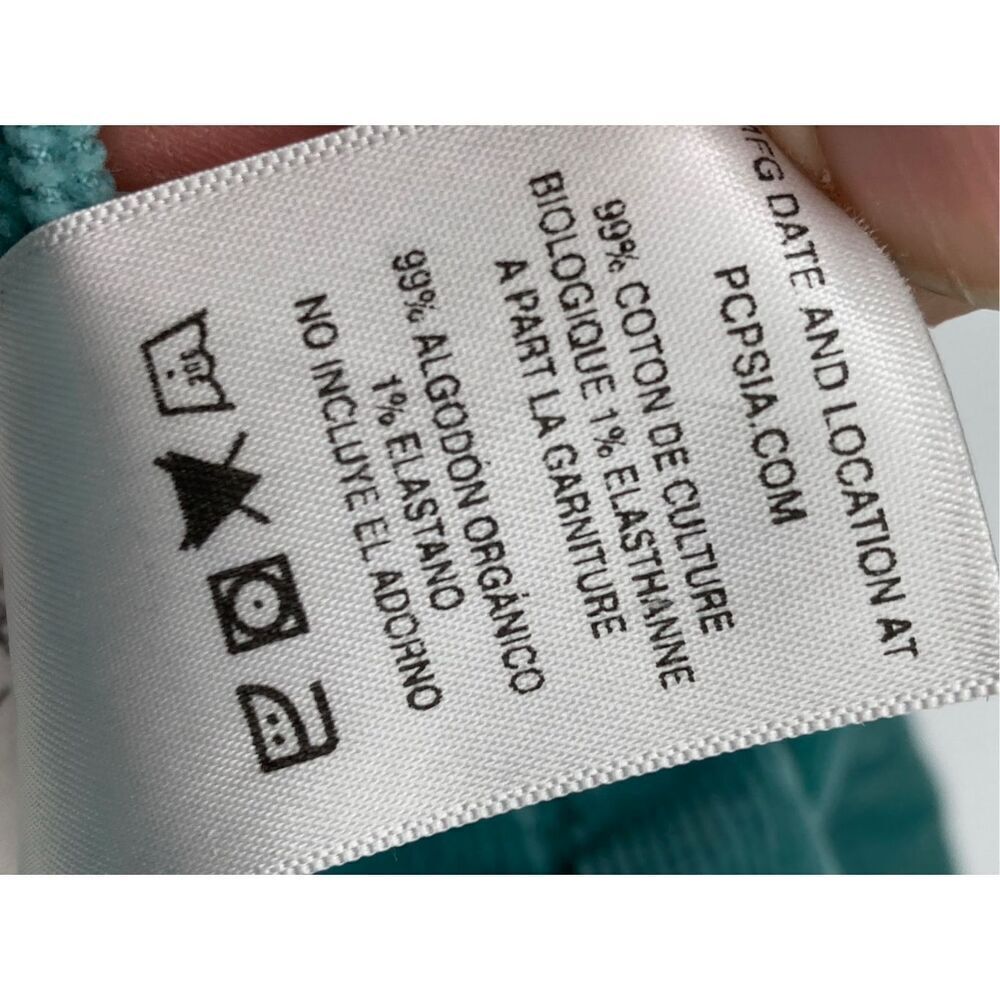 MFG DATE AND LOCATION AT
PCPSIA.COM
99% COTON DE CULTURE
BIOLOGIQUE 1% ELASTHANNE
A PART LA GARNITURE
99% ALGODÓN ORGÁNICO
1% ELASTANO
NO INCLUYE EL ADORNO
30C